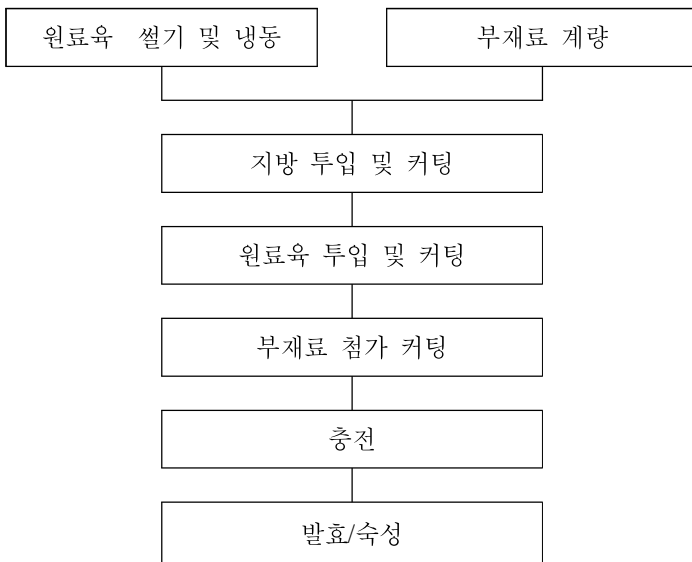 원료육 썰기 및 냉동
부재료 계량
지방 투입 및 커팅
원료육 투입 및 커팅
부재료 첨가 커팅
충전
발효/숙성